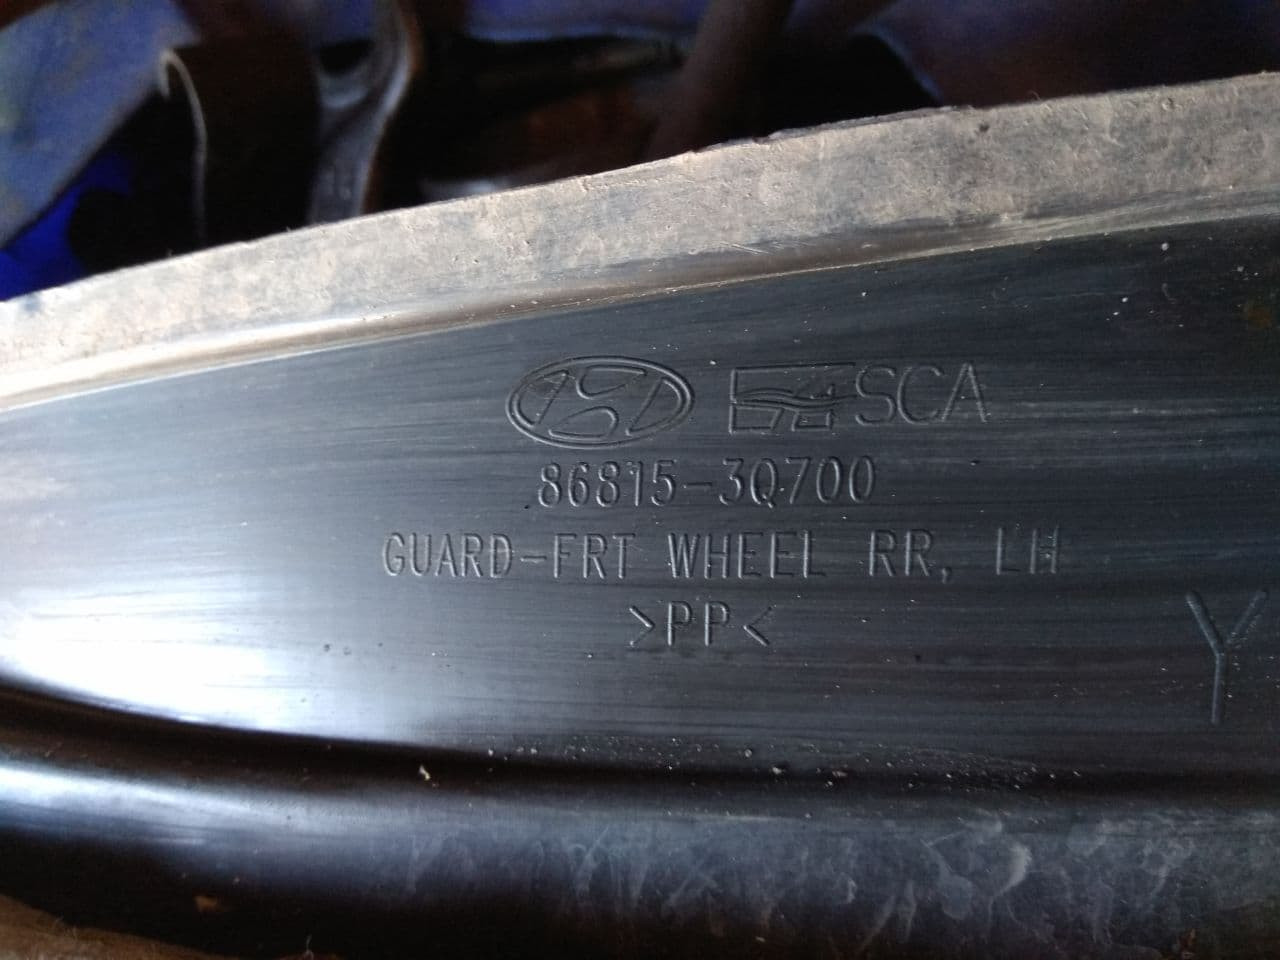 SCA
86815-3Q700
GUARD-FRT WHEEL RR, LH
>PP<
Y